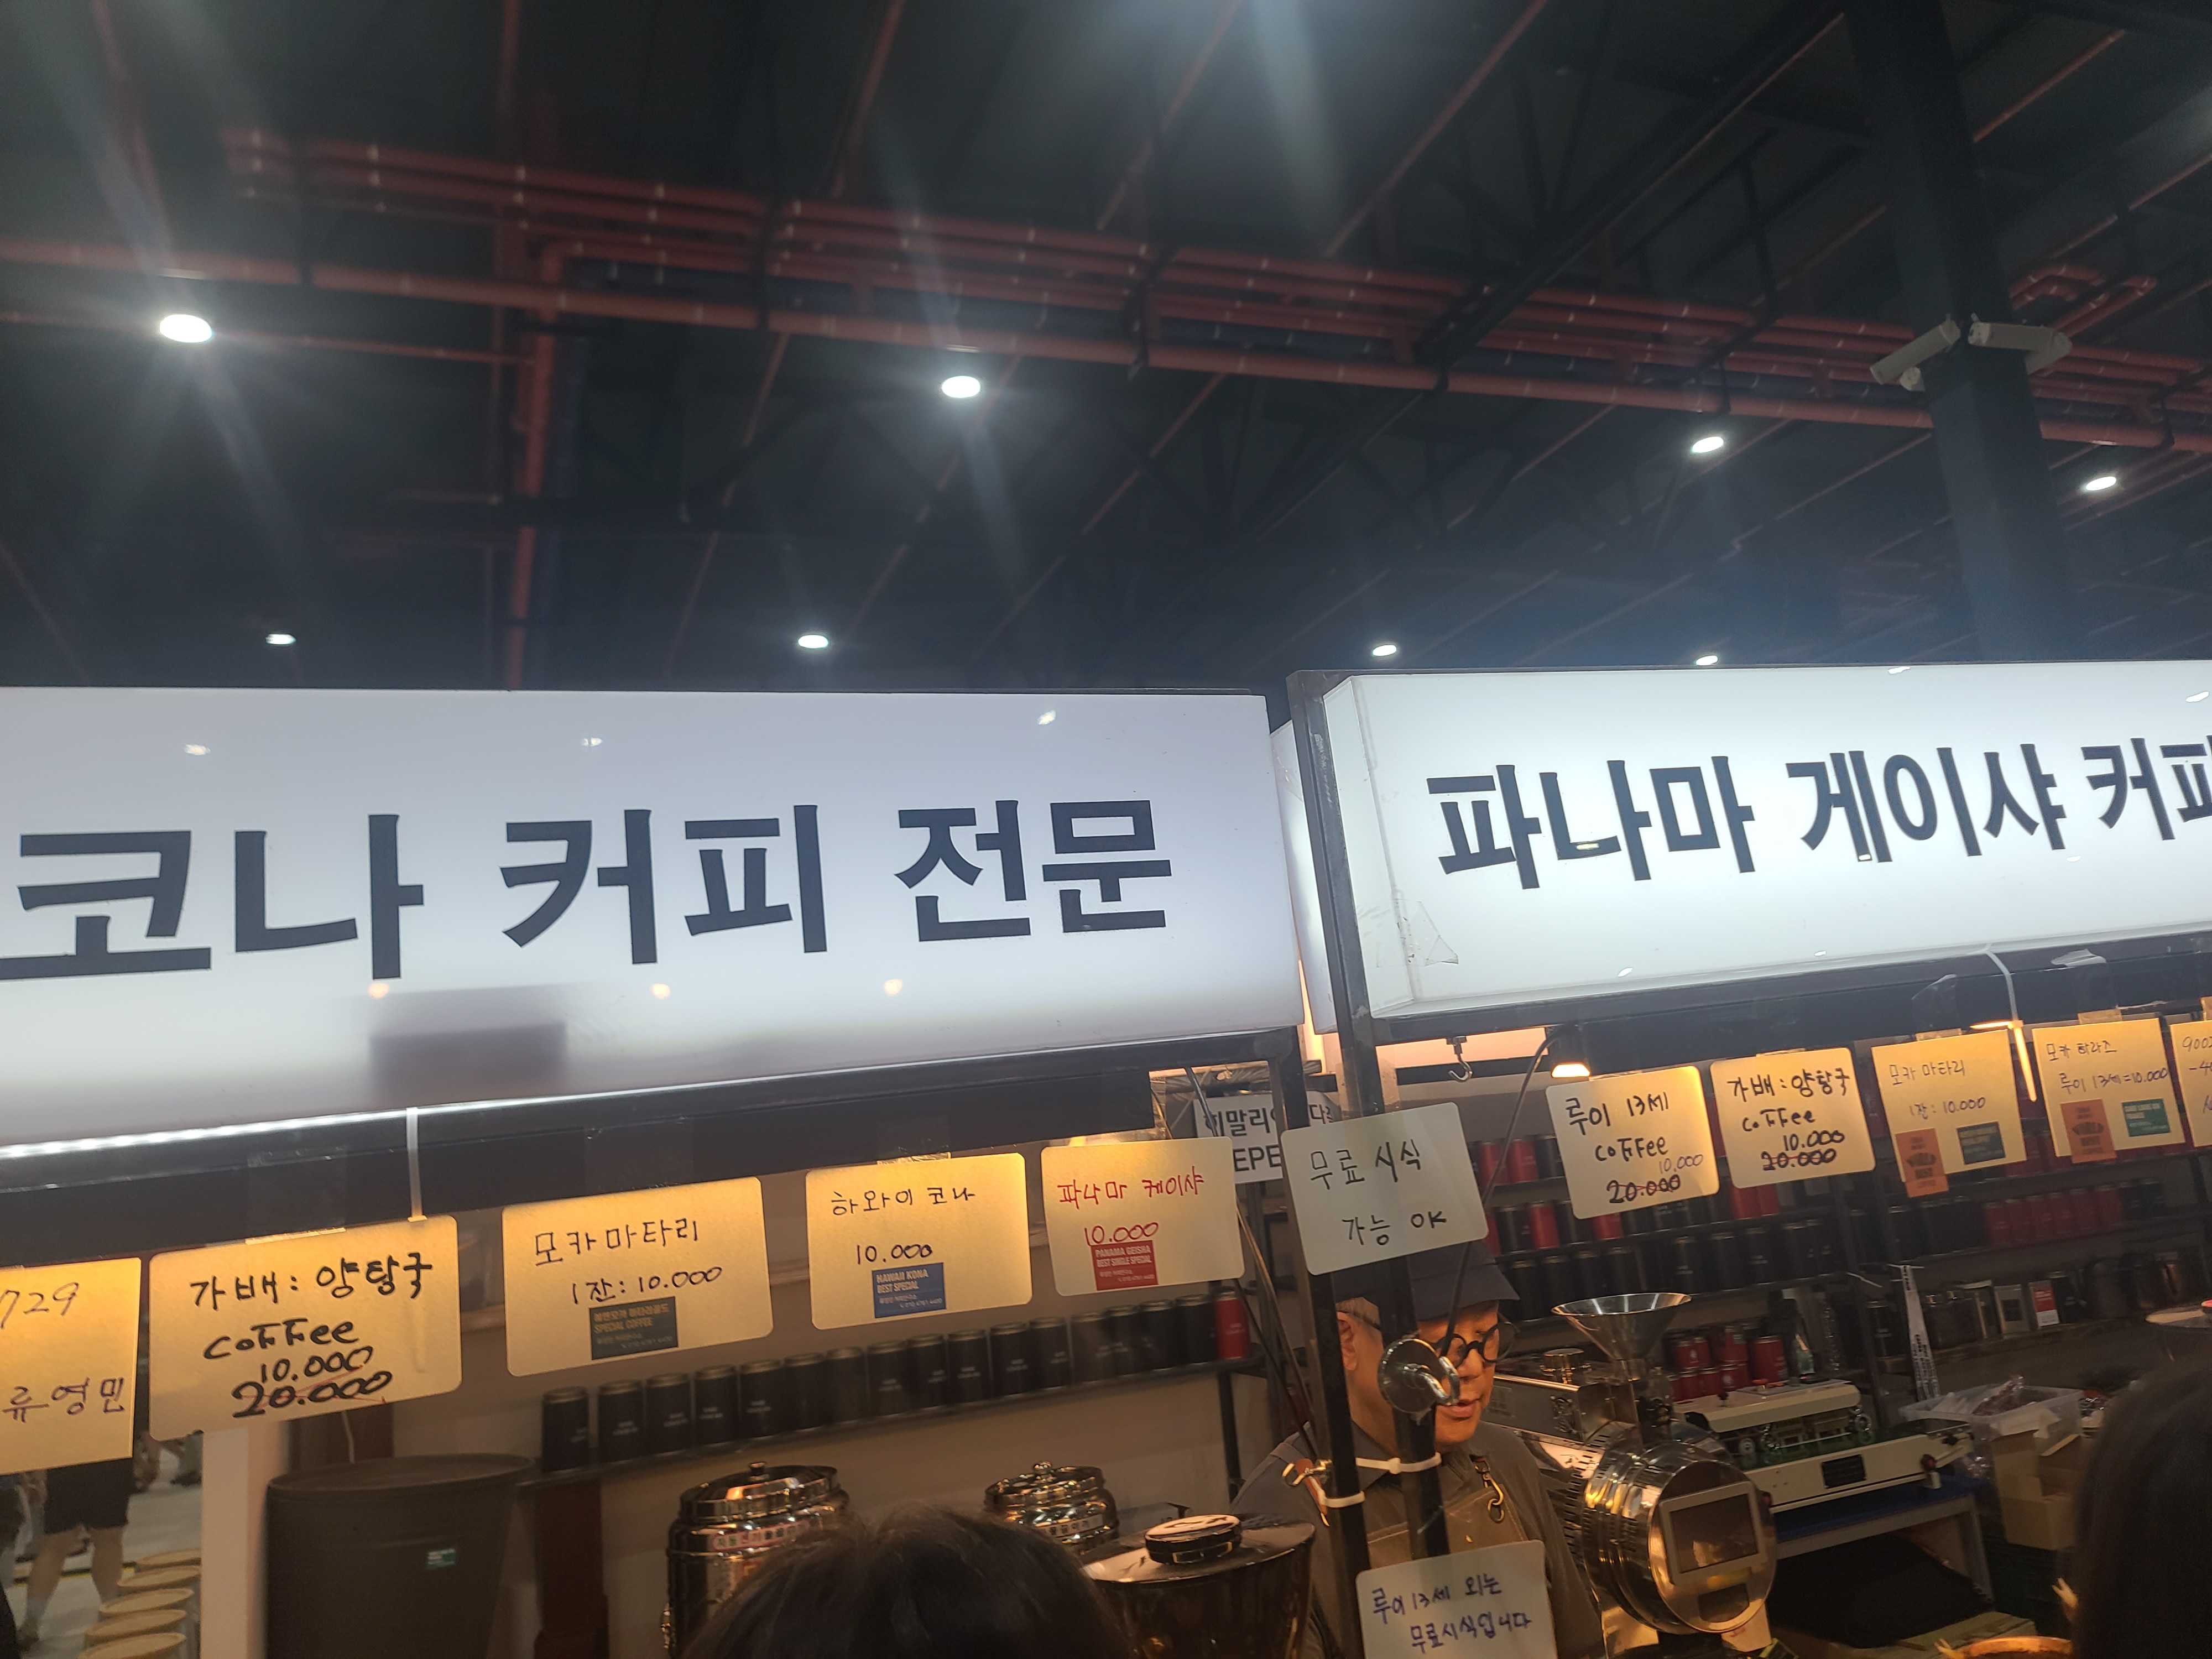 코나 커피 전문
파나마 게이샤 커피
729
류영민
가배: 양탕국
coffee
10.000
20.000
모카마타리
1잔: 10.000
SPECIAL COFFEE
하와이 코나
10.000
HAWAII KONA
BEST SPECIAL
파나마 케이샤
10.000
PANAMA GEISHA
BEST SINGLE SPECIAL
무료 시식
가능 OK
루이 13세
coffee
10.000
20.000
가배: 양탕국
coffee
10.000
20.000
모카 마타리
1잔: 10.000
모카 하라즈
루이 13세=10.000
루이 13세 외는
무료시식입니다